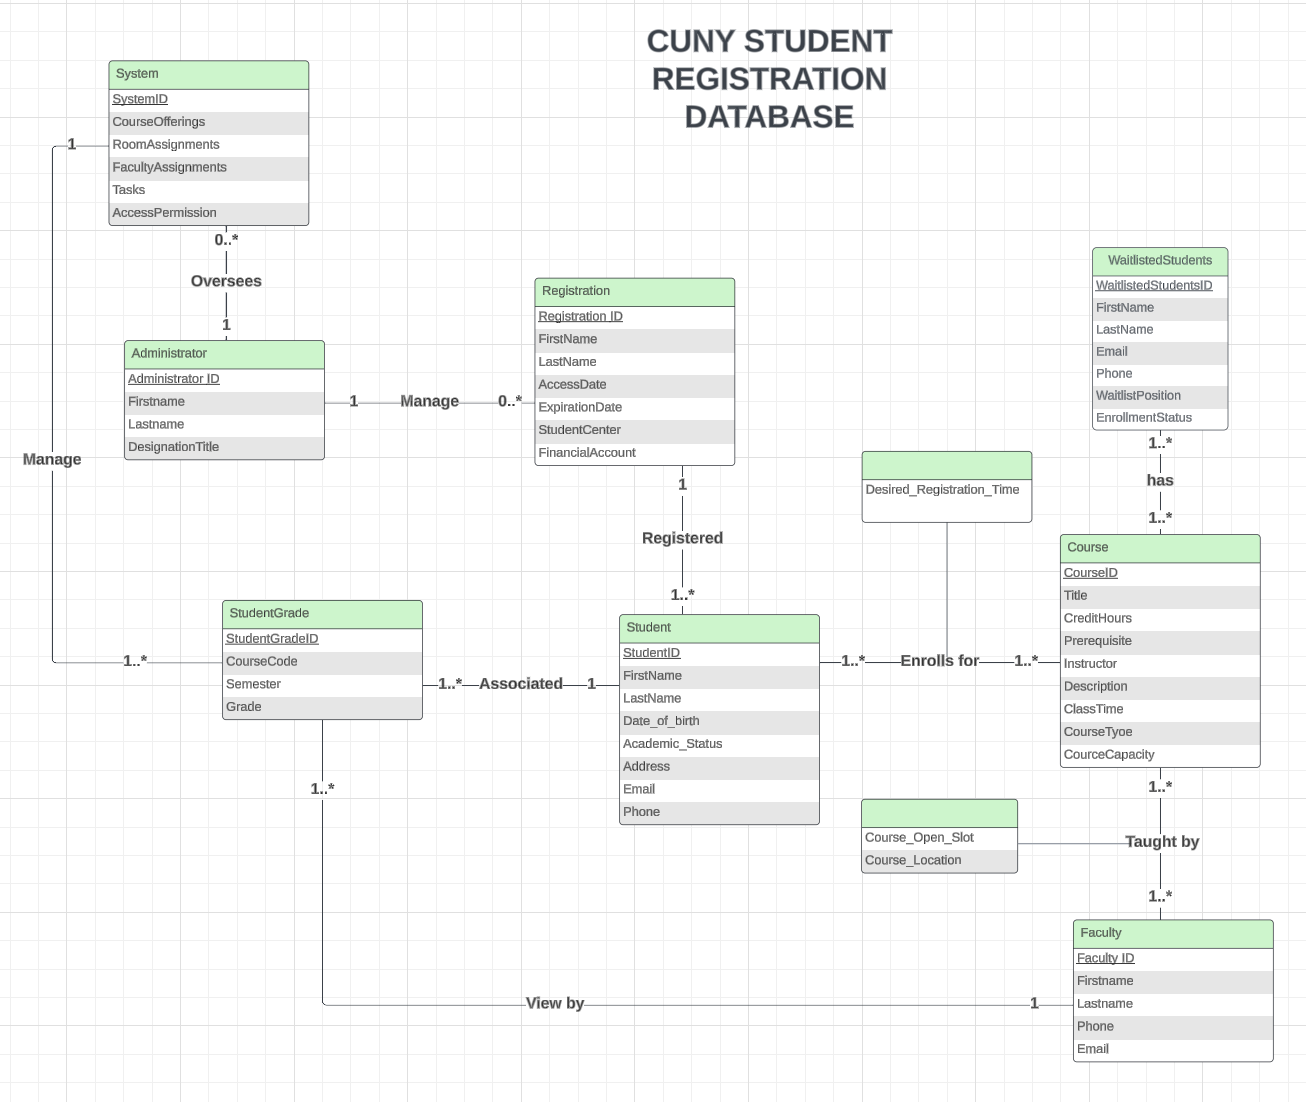 CUNY STUDENT
REGISTRATION
DATABASE
System
SystemID
CourseOfferings
RoomAssignments
FacultyAssignments
Tasks
AccessPermission
1
0..*
Oversees
1
Administrator
Administrator ID
Firstname
Lastname
DesignationTitle
1
Manage
0..*
Registration
Registration ID
FirstName
LastName
AccessDate
ExpirationDate
StudentCenter
FinancialAccount
WaitlistedStudents
WaitlistedStudentsID
FirstName
LastName
Email
Phone
WaitlistPosition
EnrollmentStatus
1..*
has
1..*
Manage
1
Registered
1..*
Desired_Registration_Time
Course
CourseID
Title
CreditHours
Prerequisite
Instructor
Description
ClassTime
CourseTyoe
CourceCapacity
StudentGrade
StudentGradeID
CourseCode
Semester
Grade
1..*
1..*
Associated
1
Student
StudentID
FirstName
LastName
Date_of_birth
Academic_Status
Address
Email
Phone
1..*
Enrolls for
1..*
1..*
1..*
Taught by
1..*
Course_Open_Slot
Course_Location
Faculty
Faculty ID
Firstname
Lastname
Phone
Email
View by
1